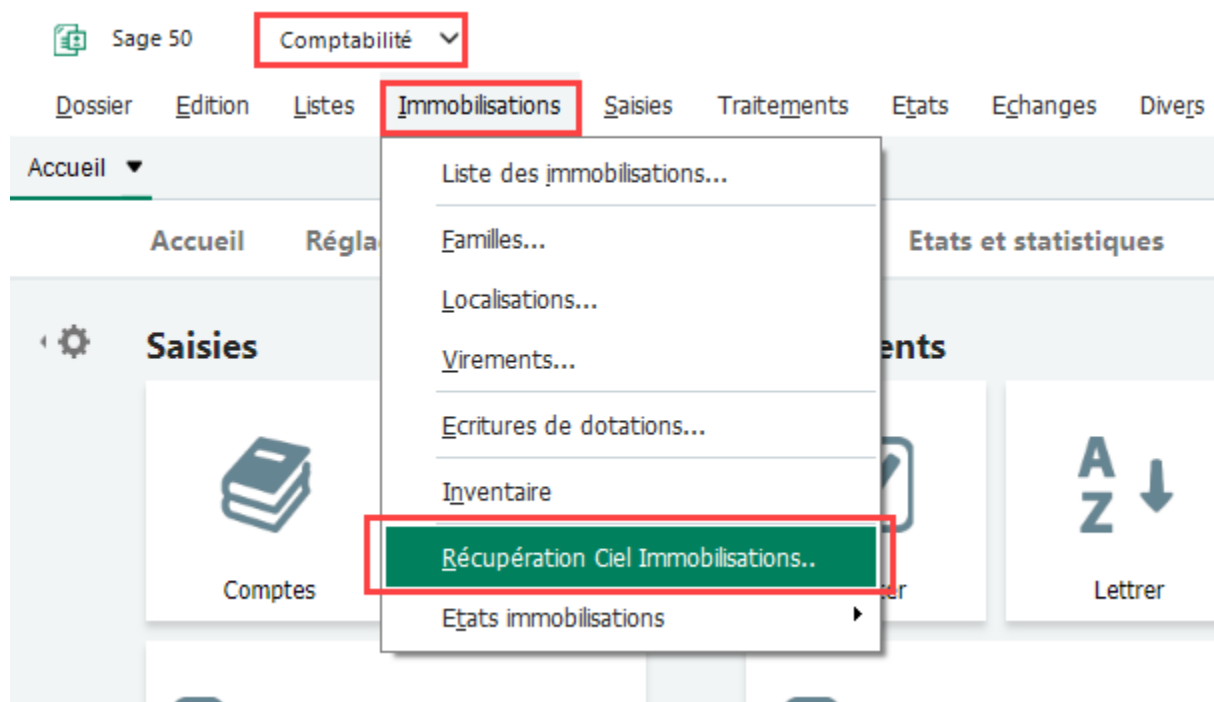 Sage 50 Comptabilité
Dossier Edition Listes Immobilisations Saisies Traitements Etats Echanges Divers
Accueil
Accueil Etats et statistiques
Liste des immobilisations...
Familles...
Localisations...
Virements...
Ecritures de dotations...
Inventaire
Récupération Ciel Immobilisations..
Etats immobilisations
Saisies
Comptes
A
Z
Lettrer